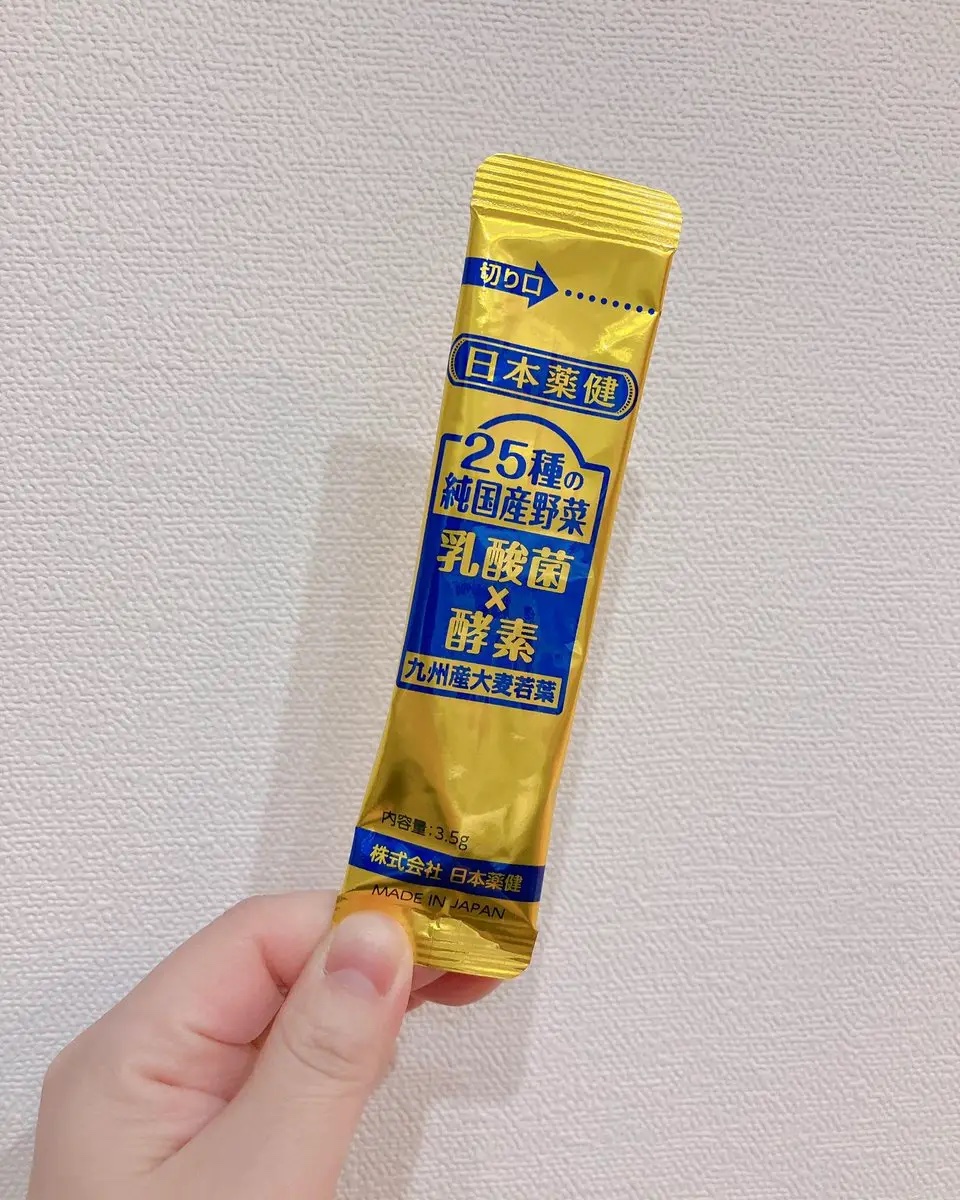 切り口
日本薬健
25種の
純国産野菜
乳酸菌
×
酵素
九州産大麦若葉
内容量:3.5g
株式会社 日本薬健
MADE IN JAPAN